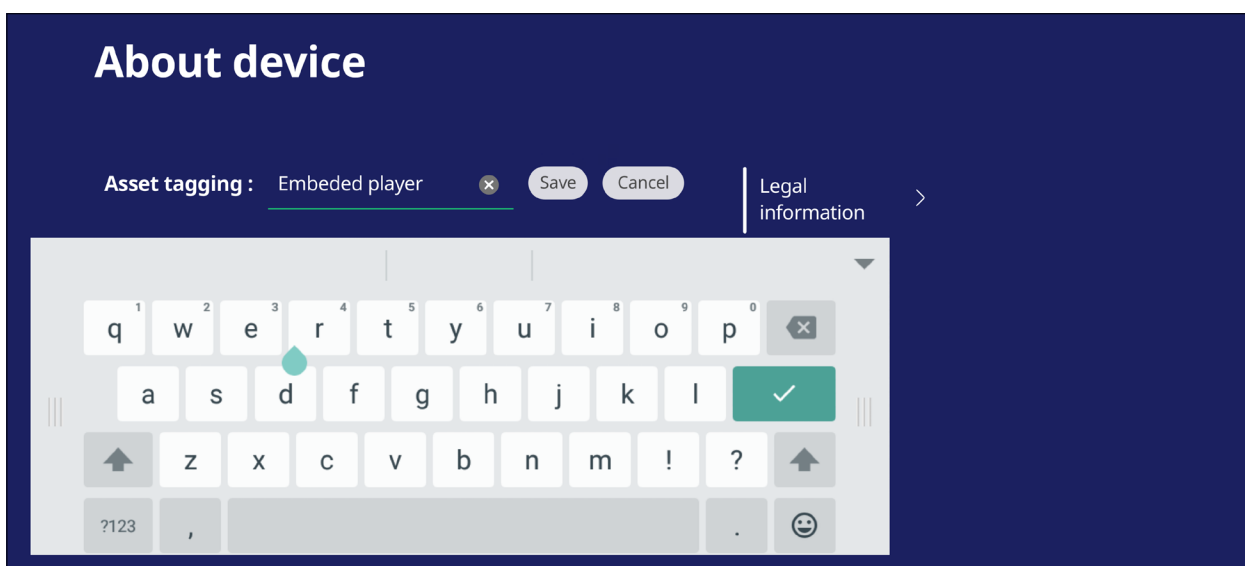 About device
Asset tagging : Embeded player Save Cancel
Legal
information
q 1 w 2 e 3 r 4 t 5 y 6 u 7 i 8 o 9 p 0
a s d f g h j k l
z x c v b n m ! ?
?123 , .